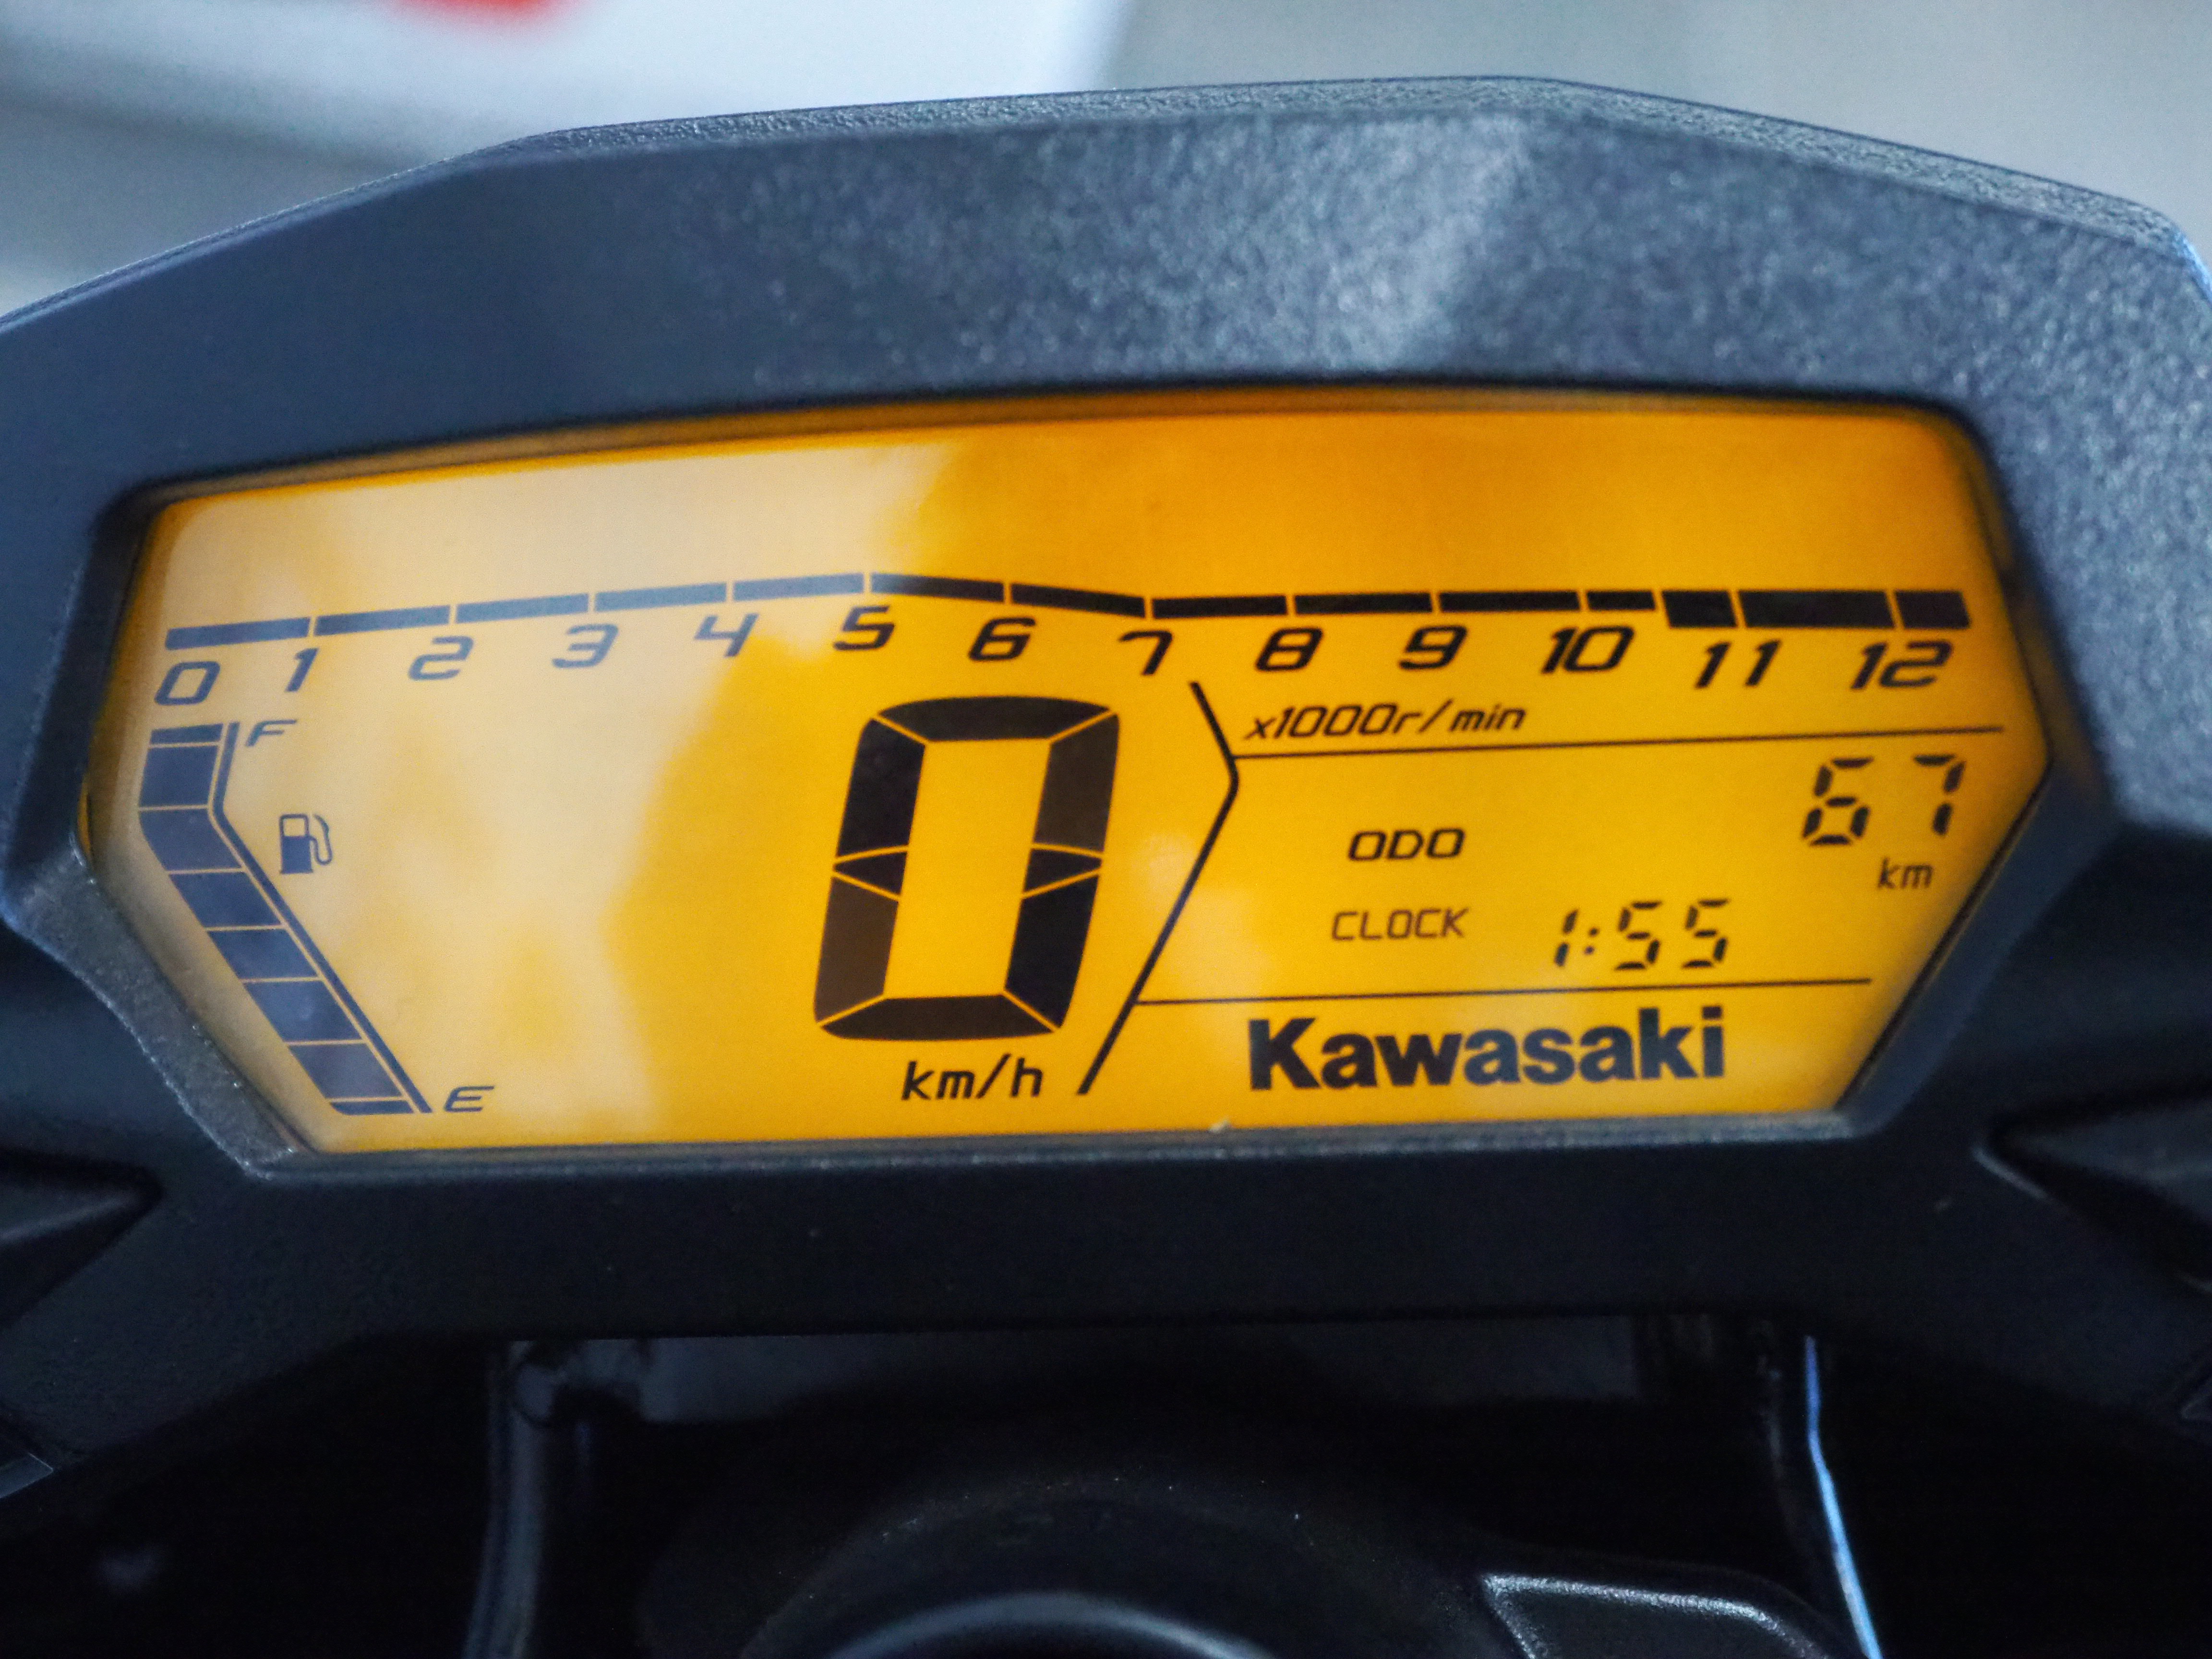 0 1 2 3 4 5 6 7 8 9 10 11 12
x1000r/min
F
67
km
ODO
CLOCK 1:55
0
km/h
E
Kawasaki